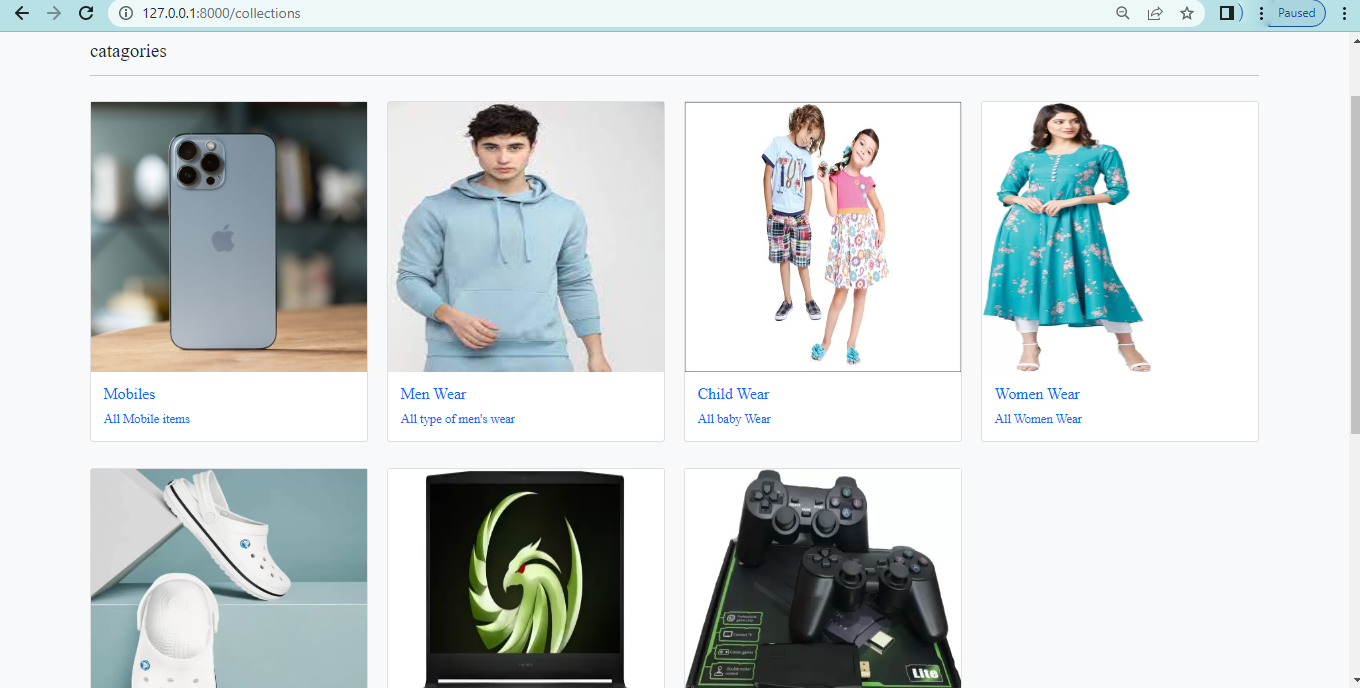 127.0.0.1:8000/collections
Paused
catagories
Mobiles
All Mobile items
Men Wear
All type of men's wear
Child Wear
All baby Wear
Women Wear
All Women Wear
Lite